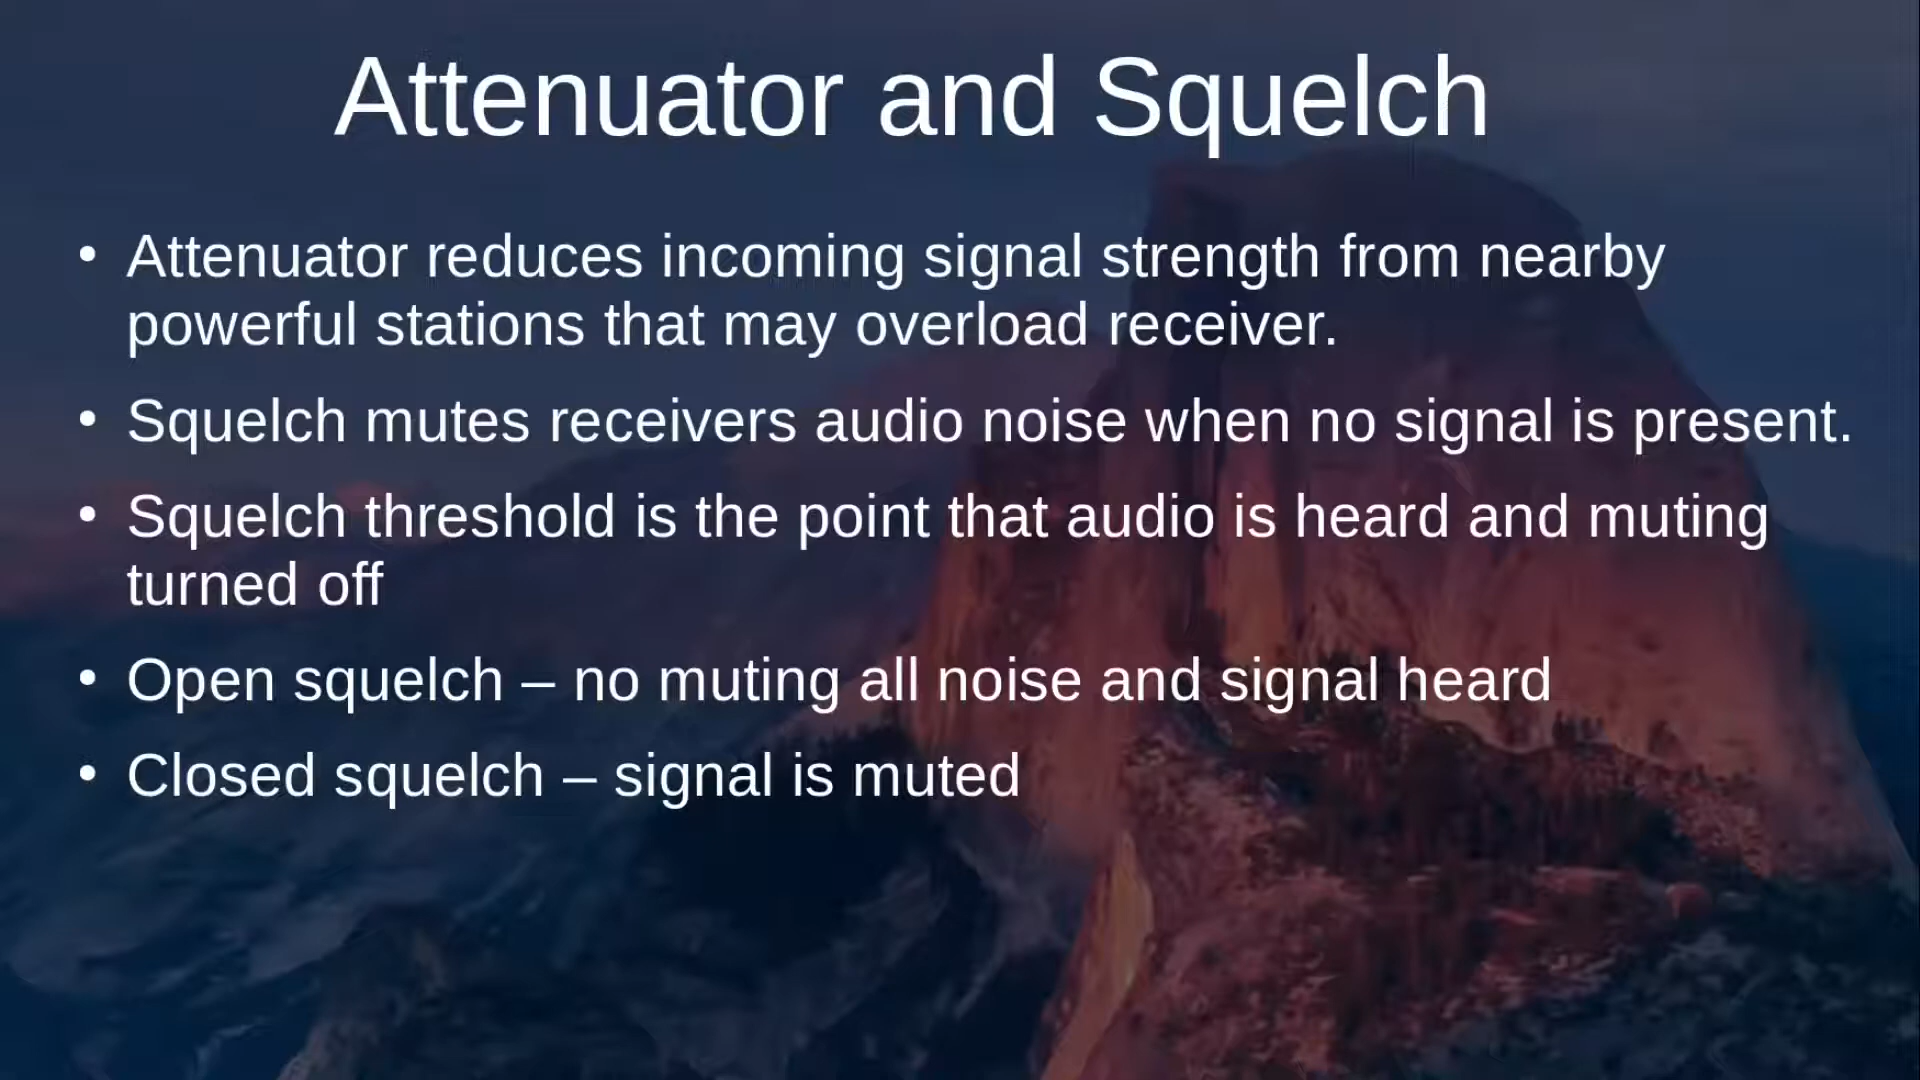 Attenuator and Squelch
• Attenuator reduces incoming signal strength from nearby
powerful stations that may overload receiver.
• Squelch mutes receivers audio noise when no signal is present.
• Squelch threshold is the point that audio is heard and muting
turned off
• Open squelch – no muting all noise and signal heard
• Closed squelch – signal is muted